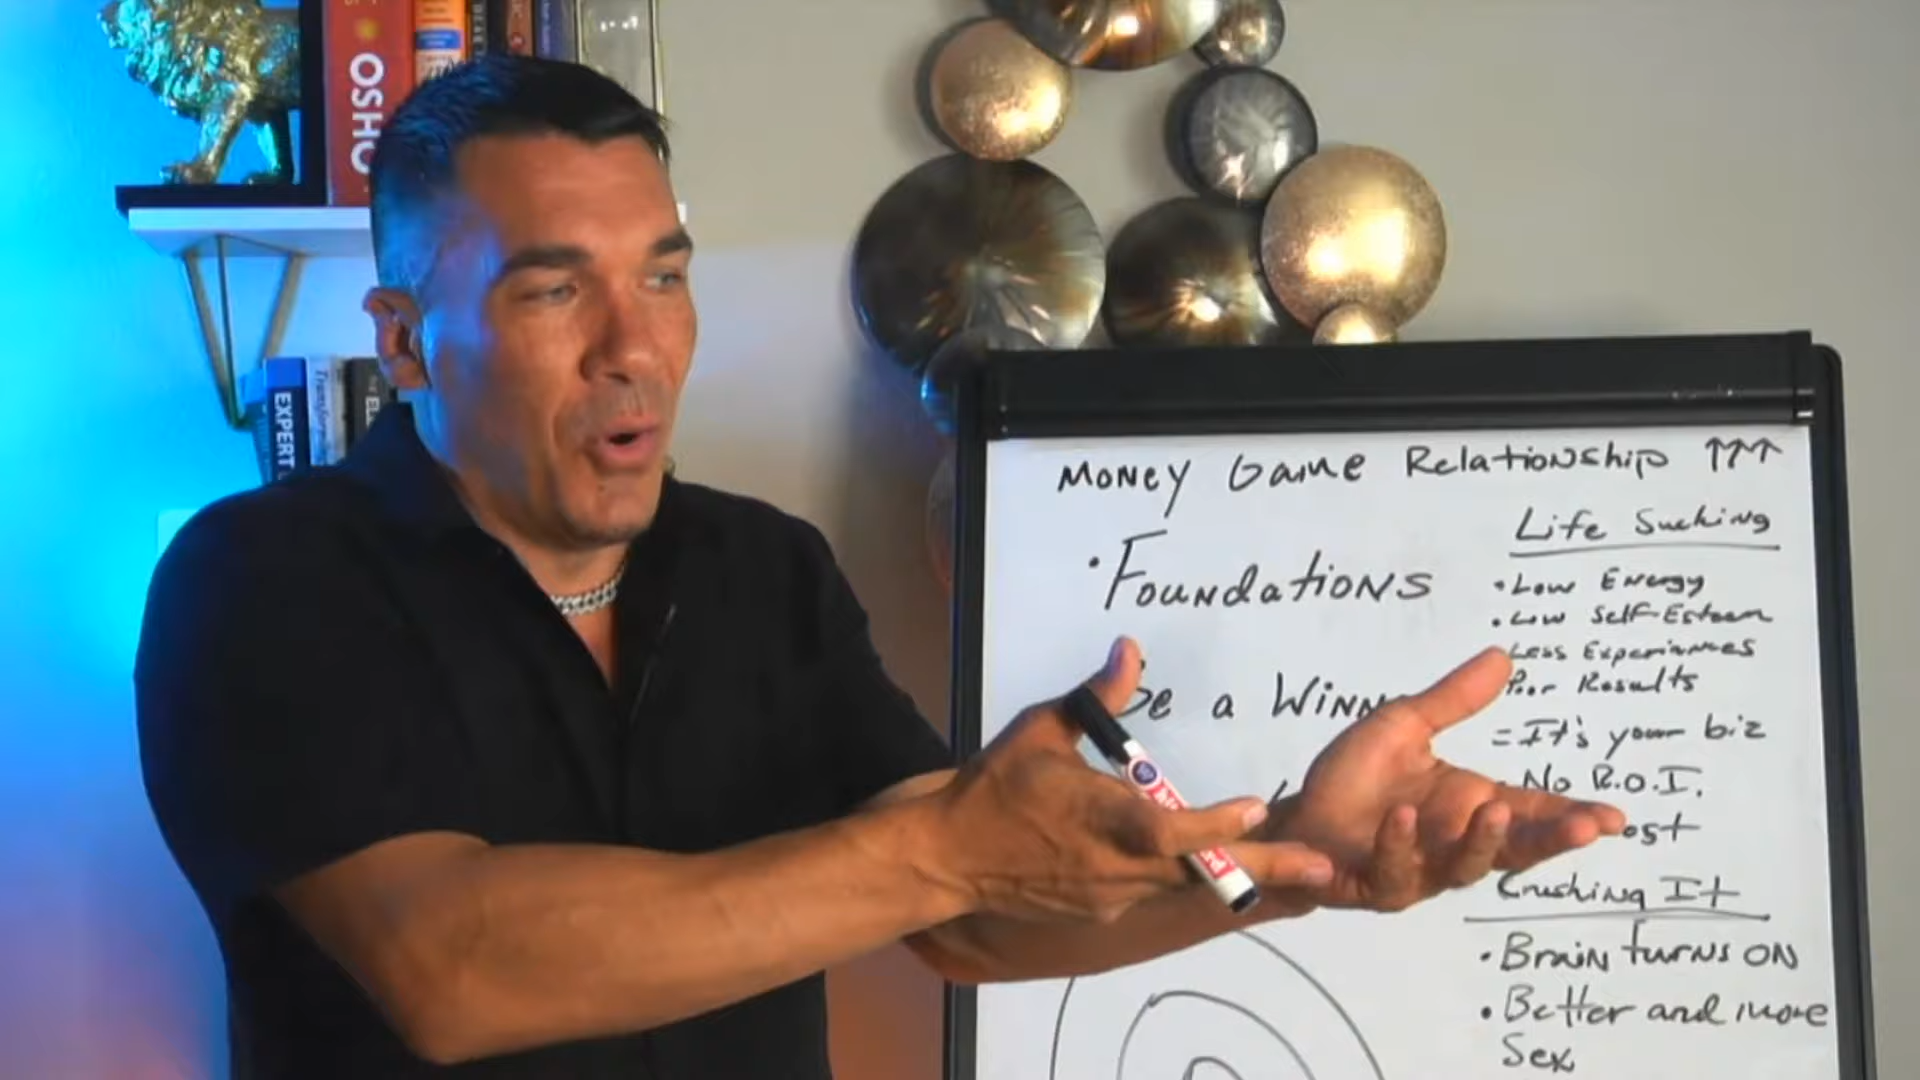 OSHO
EXPERT
Money Game Relationship ↑↑↑
• Foundations
Be a
Life Sucking
• Low Energy
• Low Self-Esteem
Less Experiences
Poor Results
= It's your biz
- No R.O.I.
Crushing It
• Brain turns on
• Better and more
Sex